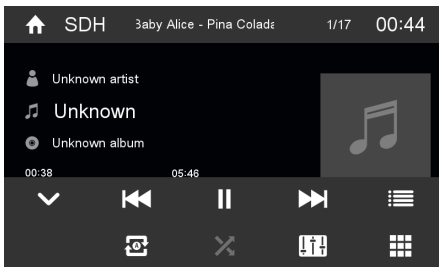 SDH
Baby Alice - Pina Colada
1/17
00:44
Unknown artist
Unknown
Unknown album
00:38
05:46